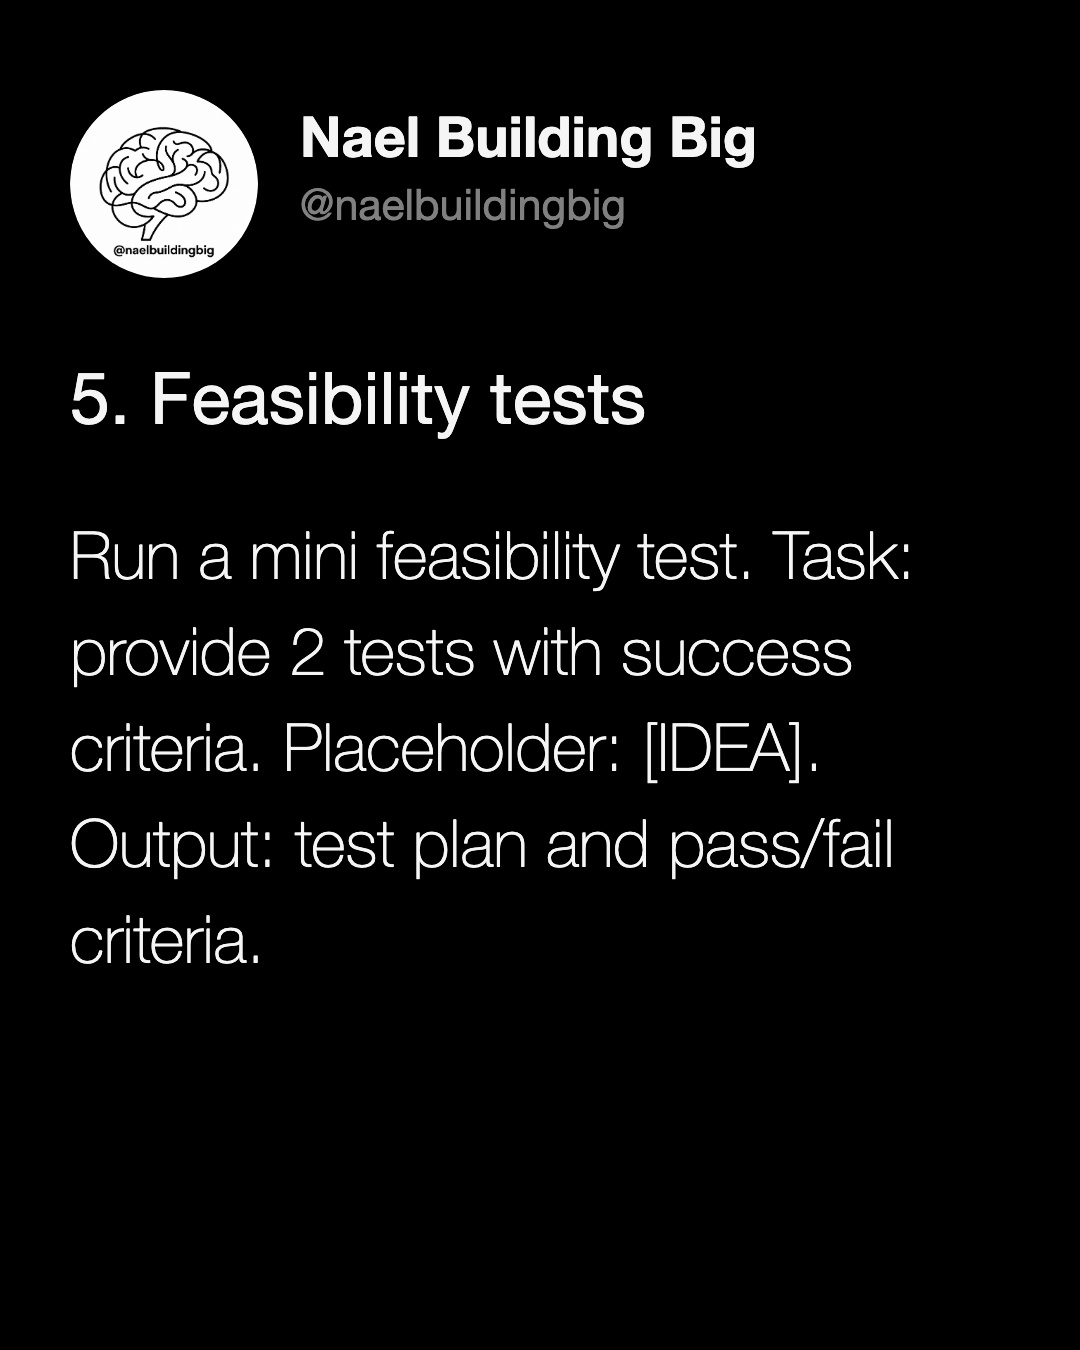 Nael Building Big
@naelbuildingbig
@naelbuildingbig
5. Feasibility tests
Run a mini feasibility test. Task:
provide 2 tests with success
criteria. Placeholder: [IDEA].
Output: test plan and pass/fail
criteria.